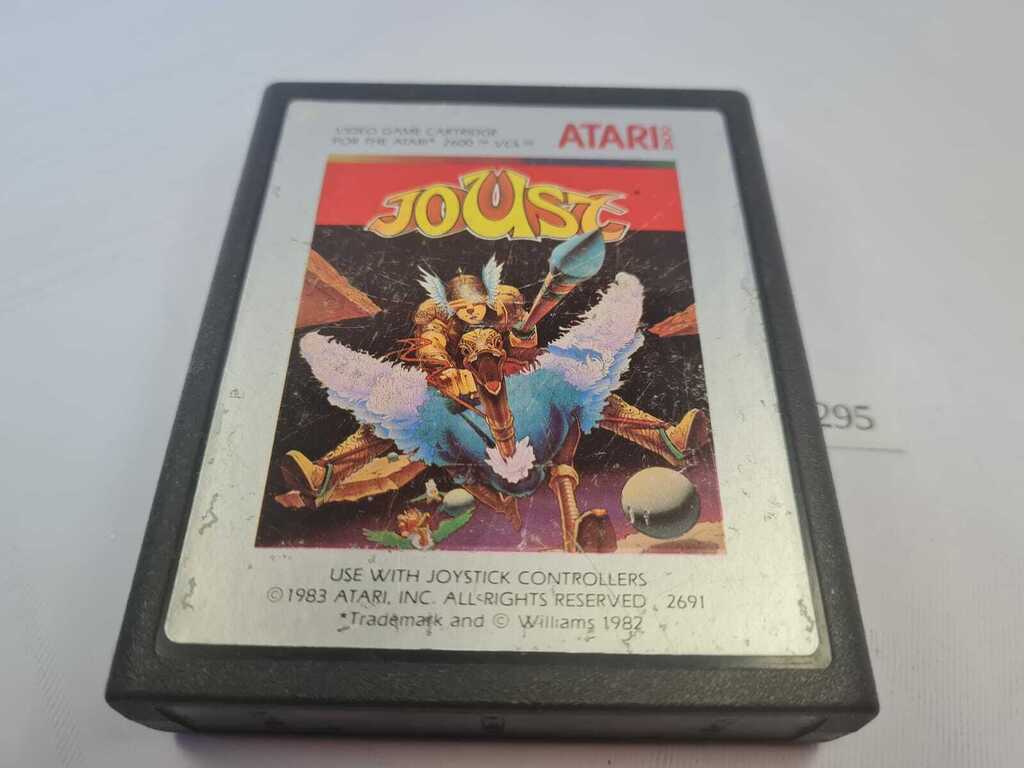 VIDEO GAME CARTRIDGE
FOR THE ATARI® 2600™ VCS™
ATARI 2600
JOUST*
295
USE WITH JOYSTICK CONTROLLERS
©1983 ATARI, INC. ALL RIGHTS RESERVED 2691
*Trademark and © Williams 1982